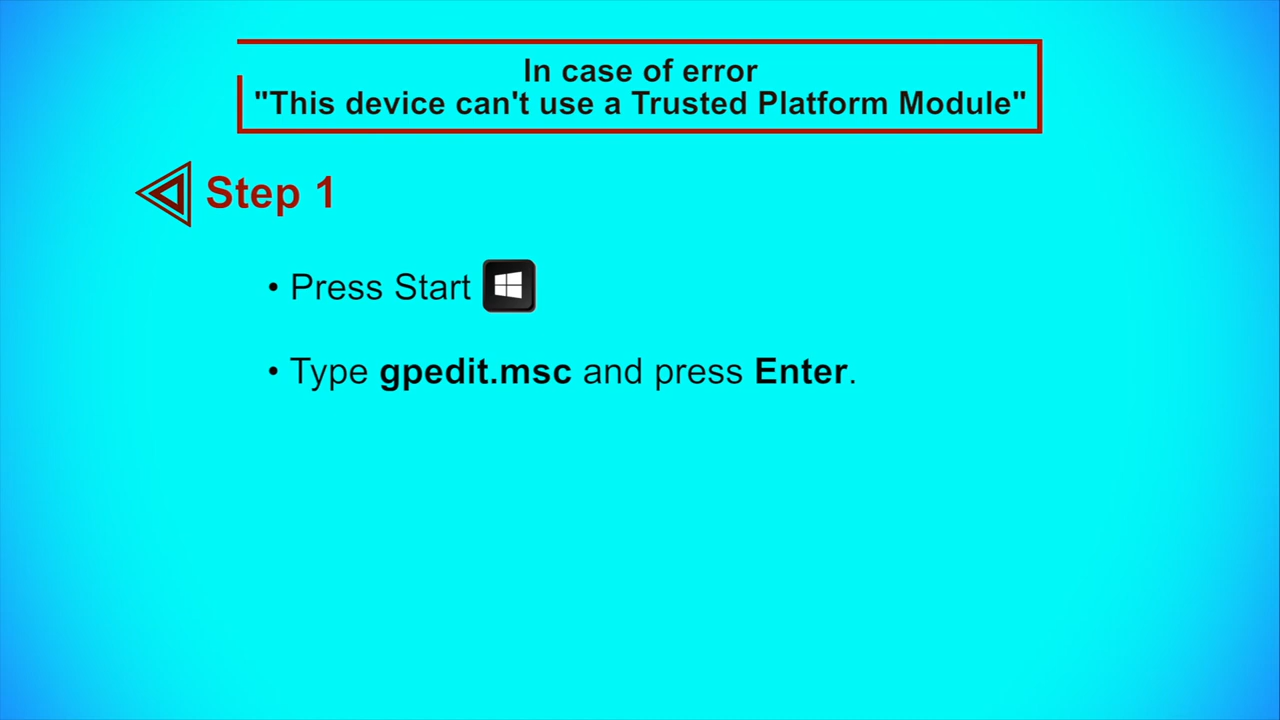 In case of error
"This device can't use a Trusted Platform Module"
Step 1
• Press Start
• Type gpedit.msc and press Enter.